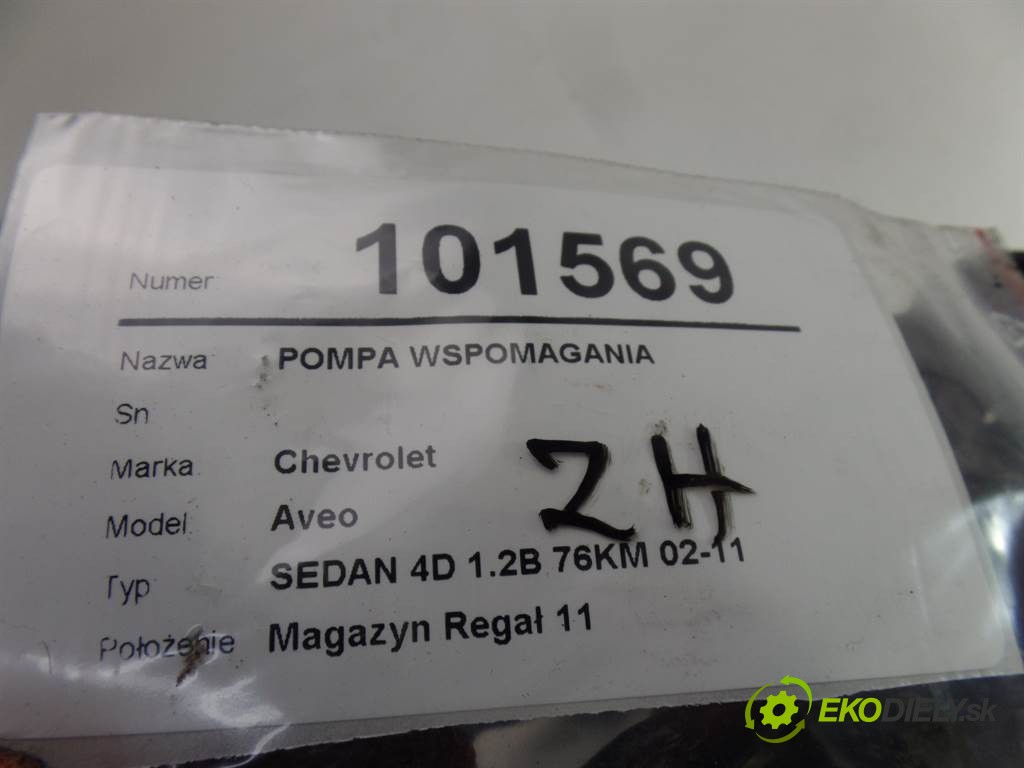 Numer: 101569
Nazwa POMPA WSPOMAGANIA
Sn
Marka Chevrolet
ZH
Model: Aveo
Typ SEDAN 4D 1.2B 76KM 02-11
Położenie Magazyn Regał 11
EKODIELY.sk